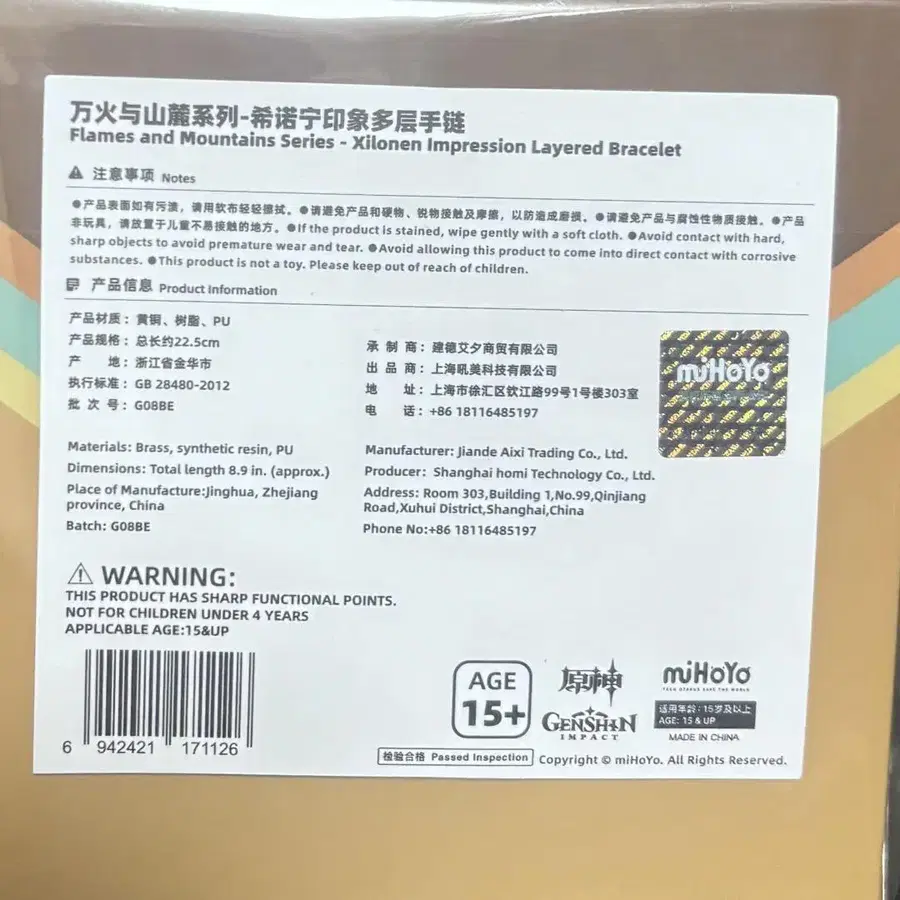 万火与山麓系列-希诺宁印象多层手链
Flames and Mountains Series - Xilonen Impression Layered Bracelet
注意事项 Notes
●产品表面如有污渍，请用软布轻轻擦拭。●请避免产品和硬物、锐物接触及摩擦，以防造成磨损。●请避免产品与腐蚀性物质接触。●产品
非玩具，请放置于儿童不易接触的地方。●If the product is stained, wipe gently with a soft cloth. ●Avoid contact with hard,
sharp objects to avoid premature wear and tear. ●Avoid allowing this product to come into direct contact with corrosive
substances. ●This product is not a toy. Please keep out of reach of children.
产品信息 Product Information
产品材质：黄铜、树脂、PU
产品规格：总长约22.5cm
产 地：浙江省金华市
执行标准：GB 28480-2012
批 次 号：G08BE
承 制 商：建德艾夕商贸有限公司
出 品 商：上海吼美科技有限公司
地 址：上海市徐汇区钦江路99号1号楼303室
电 话：+86 18116485197
miHoYo
Materials: Brass, synthetic resin, PU
Dimensions: Total length 8.9 in. (approx.)
Place of Manufacture:Jinghua, Zhejiang
province, China
Batch: G08BE
Manufacturer: Jiande Aixi Trading Co., Ltd.
Producer: Shanghai homi Technology Co., Ltd.
Address: Room 303,Building 1,No.99,Qinjiang
Road,Xuhui District,Shanghai,China
Phone No:+86 18116485197
WARNING:
THIS PRODUCT HAS SHARP FUNCTIONAL POINTS.
NOT FOR CHILDREN UNDER 4 YEARS
APPLICABLE AGE:15&UP
6 942421 171126
AGE
15+
原神
GENSHIN
IMPACT
miHoYo
TECH OTAKUS SAVE THE WORLD
适用年龄：15岁及以上
AGE: 15 & UP
MADE IN CHINA
检验合格 Passed Inspection
Copyright © miHoYo. All Rights Reserved.